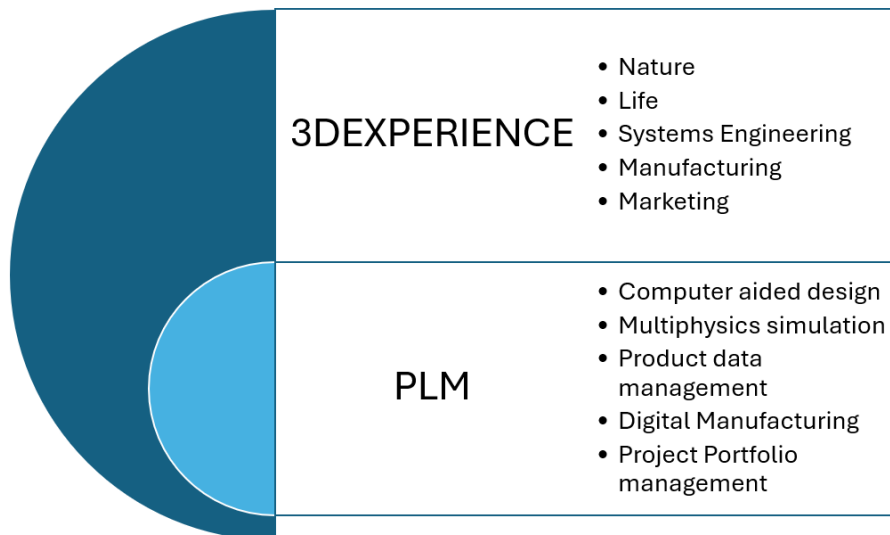 3DEXPERIENCE
• Nature
• Life
• Systems Engineering
• Manufacturing
• Marketing
PLM
• Computer aided design
• Multiphysics simulation
• Product data
management
• Digital Manufacturing
• Project Portfolio
management